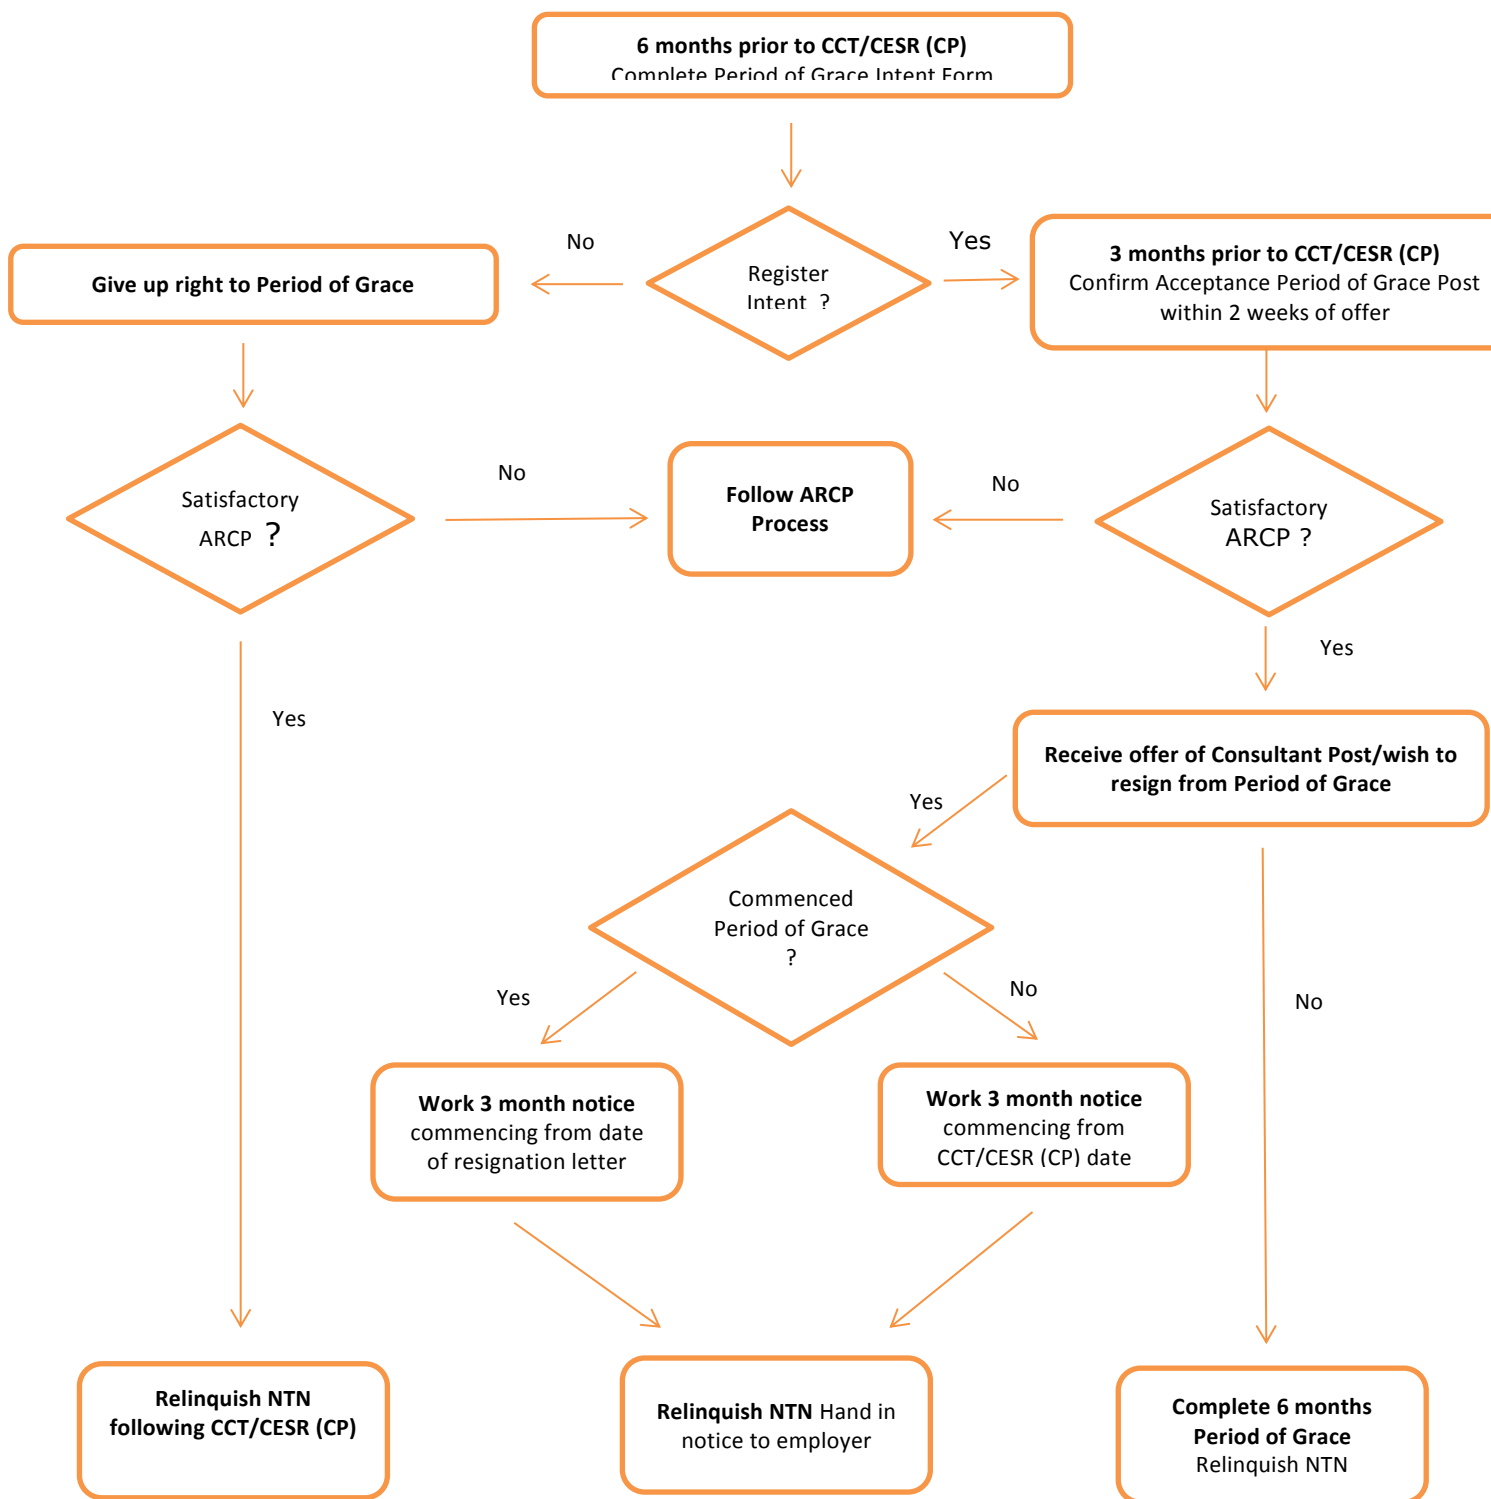 6 months prior to CCT/CESR (CP)
Complete Period of Grace Intent Form
No
Yes
Register
Intent ?
Give up right to Period of Grace
3 months prior to CCT/CESR (CP)
Confirm Acceptance Period of Grace Post
within 2 weeks of offer
Satisfactory
ARCP ?
No
Follow ARCP
Process
No
Satisfactory
ARCP ?
Yes
Yes
Receive offer of Consultant Post/wish to
resign from Period of Grace
Yes
Commenced
Period of Grace
?
Yes
No
No
Work 3 month notice
commencing from date
of resignation letter
Work 3 month notice
commencing from
CCT/CESR (CP) date
Relinquish NTN
following CCT/CESR (CP)
Relinquish NTN Hand in
notice to employer
Complete 6 months
Period of Grace
Relinquish NTN